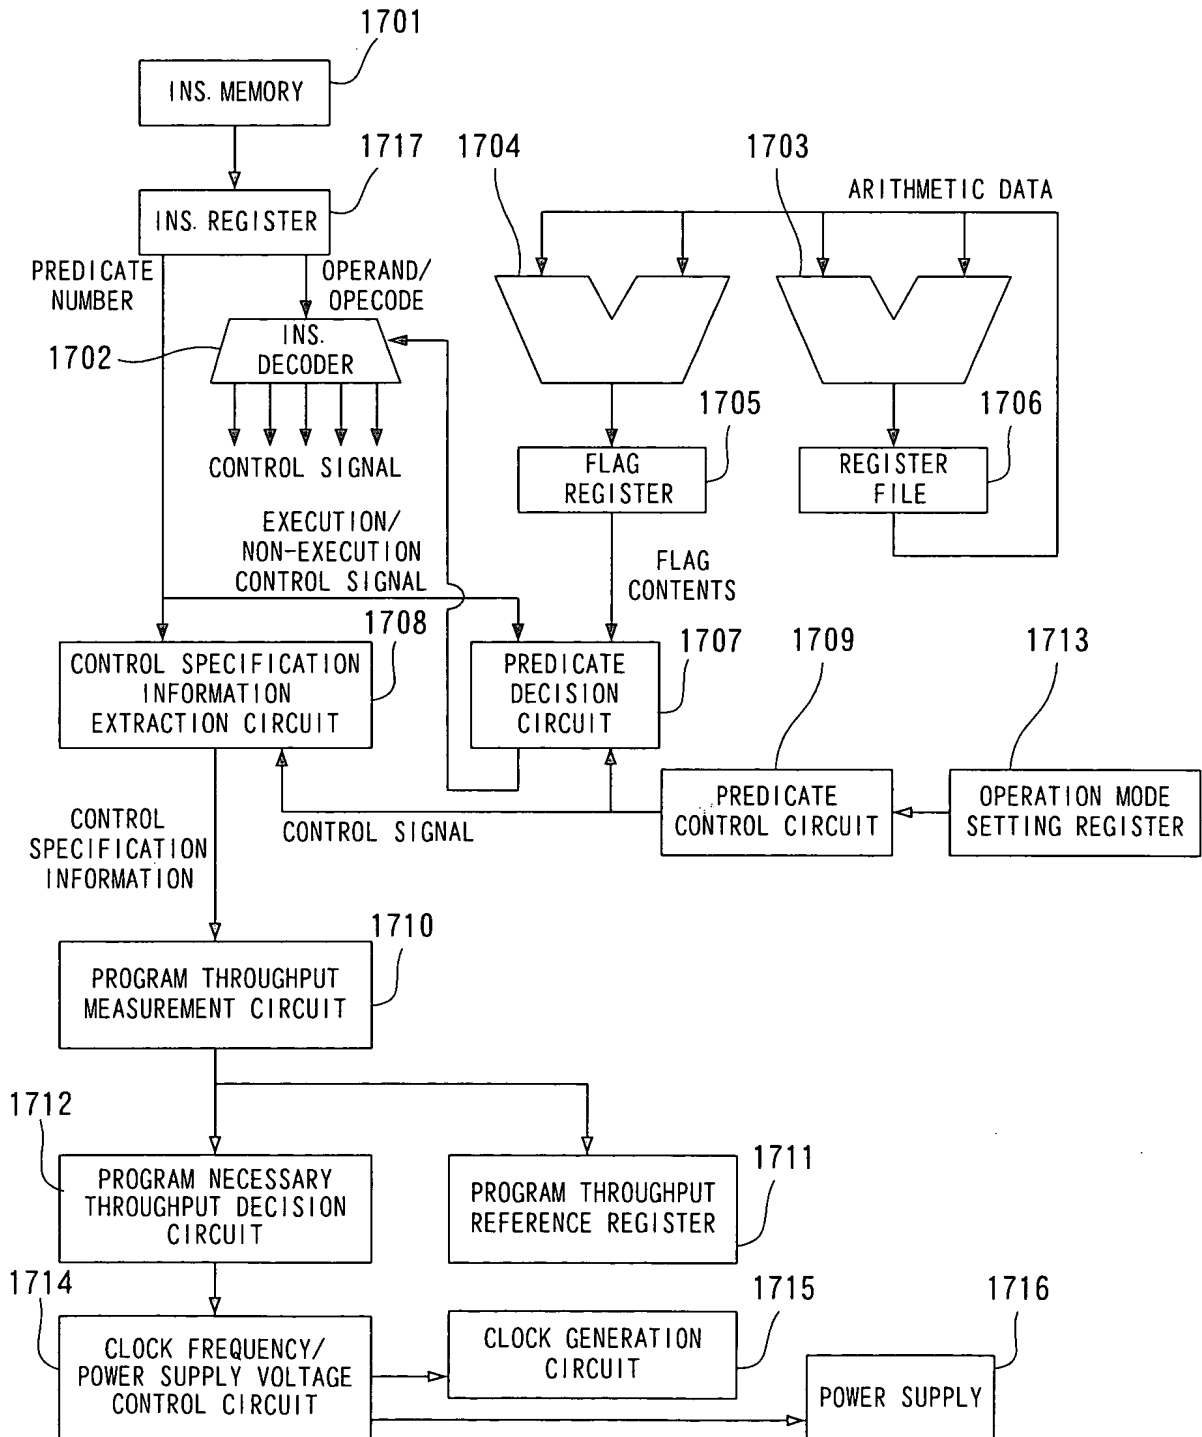 1701
INS. MEMORY
1717
1704
1703
INS. REGISTER
ARITHMETIC DATA
PREDICATE
NUMBER
OPERAND/
OPECODE
1702
INS.
DECODER
CONTROL SIGNAL
1705
FLAG
REGISTER
1706
REGISTER
FILE
EXECUTION/
NON-EXECUTION
CONTROL SIGNAL
FLAG
CONTENTS
1708
CONTROL SPECIFICATION
INFORMATION
EXTRACTION CIRCUIT
1707
PREDICATE
DECISION
CIRCUIT
1709
1713
PREDICATE
CONTROL CIRCUIT
OPERATION MODE
SETTING REGISTER
CONTROL SIGNAL
CONTROL
SPECIFICATION
INFORMATION
1710
PROGRAM THROUGHPUT
MEASUREMENT CIRCUIT
1712
PROGRAM NECESSARY
THROUGHPUT DECISION
CIRCUIT
1711
PROGRAM THROUGHPUT
REFERENCE REGISTER
1714
CLOCK FREQUENCY/
POWER SUPPLY VOLTAGE
CONTROL CIRCUIT
1715
CLOCK GENERATION
CIRCUIT
1716
POWER SUPPLY